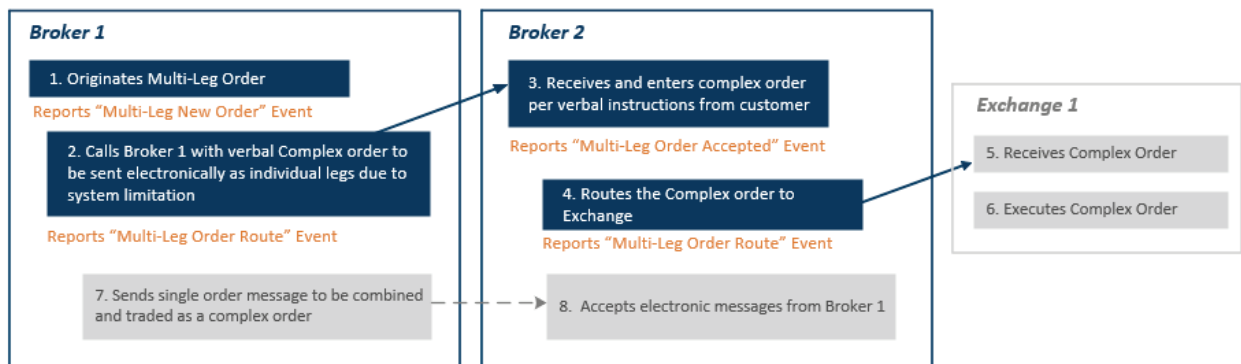 Broker 1
1. Originates Multi-Leg Order
Reports “Multi-Leg New Order” Event
2. Calls Broker 1 with verbal Complex order to
be sent electronically as individual legs due to
system limitation
Reports “Multi-Leg Order Route” Event
7. Sends single order message to be combined
and traded as a complex order
Broker 2
3. Receives and enters complex order
per verbal instructions from customer
Reports “Multi-Leg Order Accepted” Event
4. Routes the Complex order to
Exchange
Reports “Multi-Leg Order Route” Event
8. Accepts electronic messages from Broker 1
Exchange 1
5. Receives Complex Order
6. Executes Complex Order